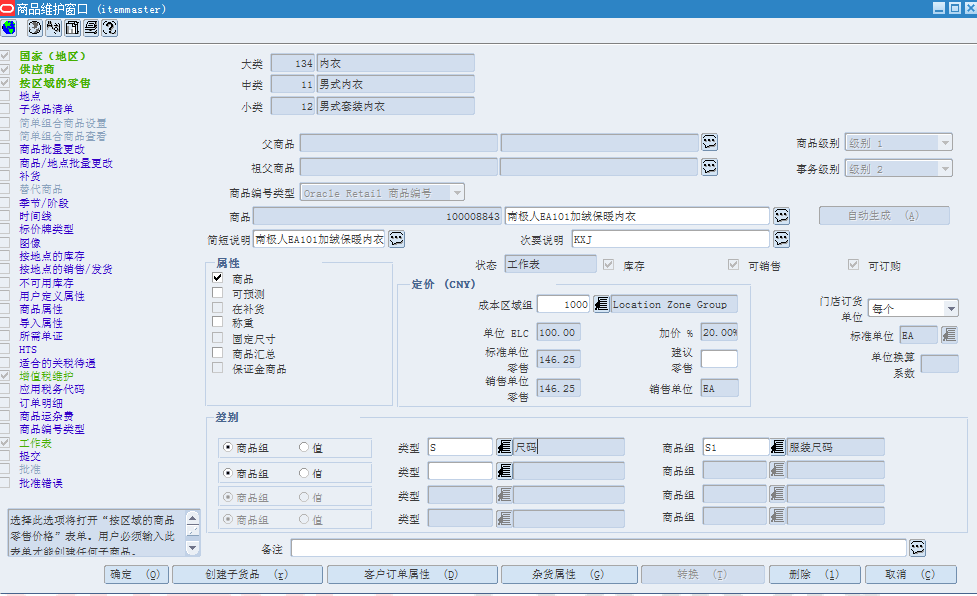 商品维护窗口 (itemmaster)
国家（地区）
供应商
按区域的零售
地点
子货品清单
简单组合商品设置
简单组合商品查看
商品批量更改
商品/地点批量更改
补货
替代商品
季节/阶段
时间线
标价牌类型
图像
按地点的库存
按地点的销售/发货
不可用库存
用户定义属性
商品属性
导入属性
所需单证
HTS
适合的关税待遇
增值税维护
应用税务代码
订单明细
商品运杂费
商品编号类型
工作表
提交
批准
批准错误
选择此选项将打开“按区域的商品
零售价格”表单。用户必须输入此
表单才能创建任何子商品。
大类 134 内衣
中类 11 男式内衣
小类 12 男式套装内衣
父商品
商品级别 级别 1
祖父商品
事务级别 级别 2
商品编号类型 Oracle Retail 商品编号
商品 100008843 南极人EA101加绒保暖内衣
自动生成 (A)
简短说明 南极人EA101加绒保暖内衣
次要说明 KXJ
状态 工作表 库存 可销售 可订购
属性
商品
可预测
在补货
称重
固定尺寸
商品汇总
保证金商品
定价 (CNY)
成本区域组 1000 Location Zone Group
单位 ELC 100.00
加价 % 20.00%
标准单位
零售 146.25
建议
零售
销售单位
零售 146.25
销售单位 EA
门店订货
单位 每个
标准单位 EA
单位换算
系数
差别
商品组 值 类型 S 尺码 商品组 S1 服装尺码
商品组 值 类型 商品组
商品组 值 类型 商品组
商品组 值 类型 商品组
备注
确定 (O)
创建子货品 (r)
客户订单属性 (D)
杂货属性 (G)
转换 (T)
删除 (l)
取消 (C)